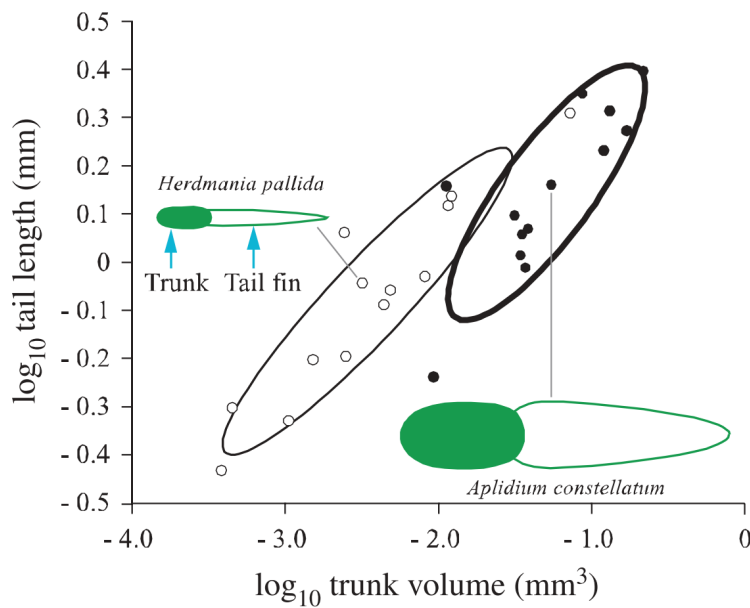 0.5
0.4
0.3
0.2
0.1
0
- 0.1
- 0.2
- 0.3
- 0.4
- 0.5
log10 tail length (mm)
Herdmania pallida
Trunk Tail fin
Aplidium constellatum
- 4.0 - 3.0 - 2.0 - 1.0 0
log10 trunk volume (mm3)